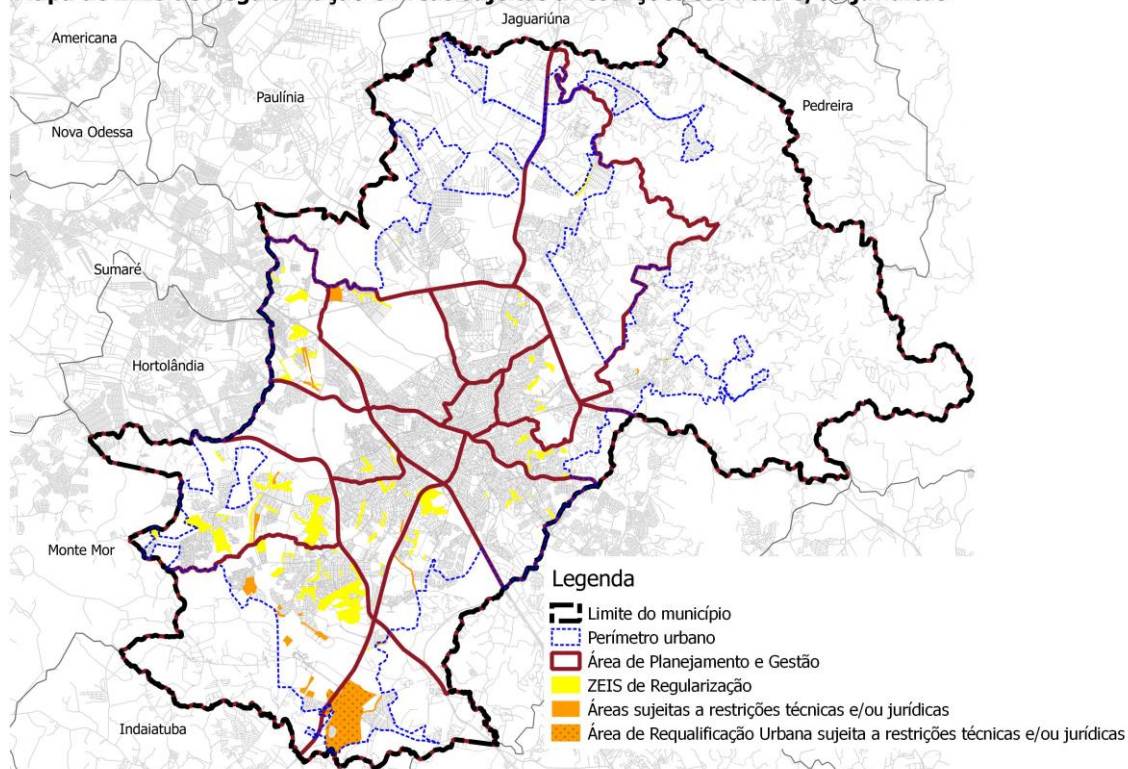 Jaguariúna
Americana
Paulínia
Pedreira
Nova Odessa
Sumaré
Hortolândia
Monte Mor
Indaiatuba
Legenda
Limite do município
Perímetro urbano
Área de Planejamento e Gestão
ZEIS de Regularização
Áreas sujeitas a restrições técnicas e/ou jurídicas
Área de Requalificação Urbana sujeita a restrições técnicas e/ou jurídicas